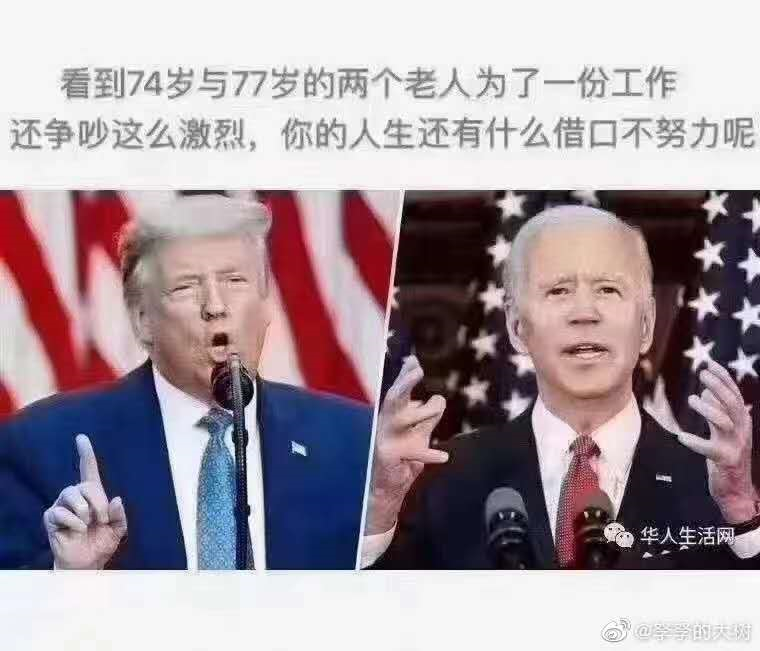 看到74岁与77岁的两个老人为了一份工作
还争吵这么激烈，你的人生还有什么借口不努力呢
华人生活网
@孥孥的大树